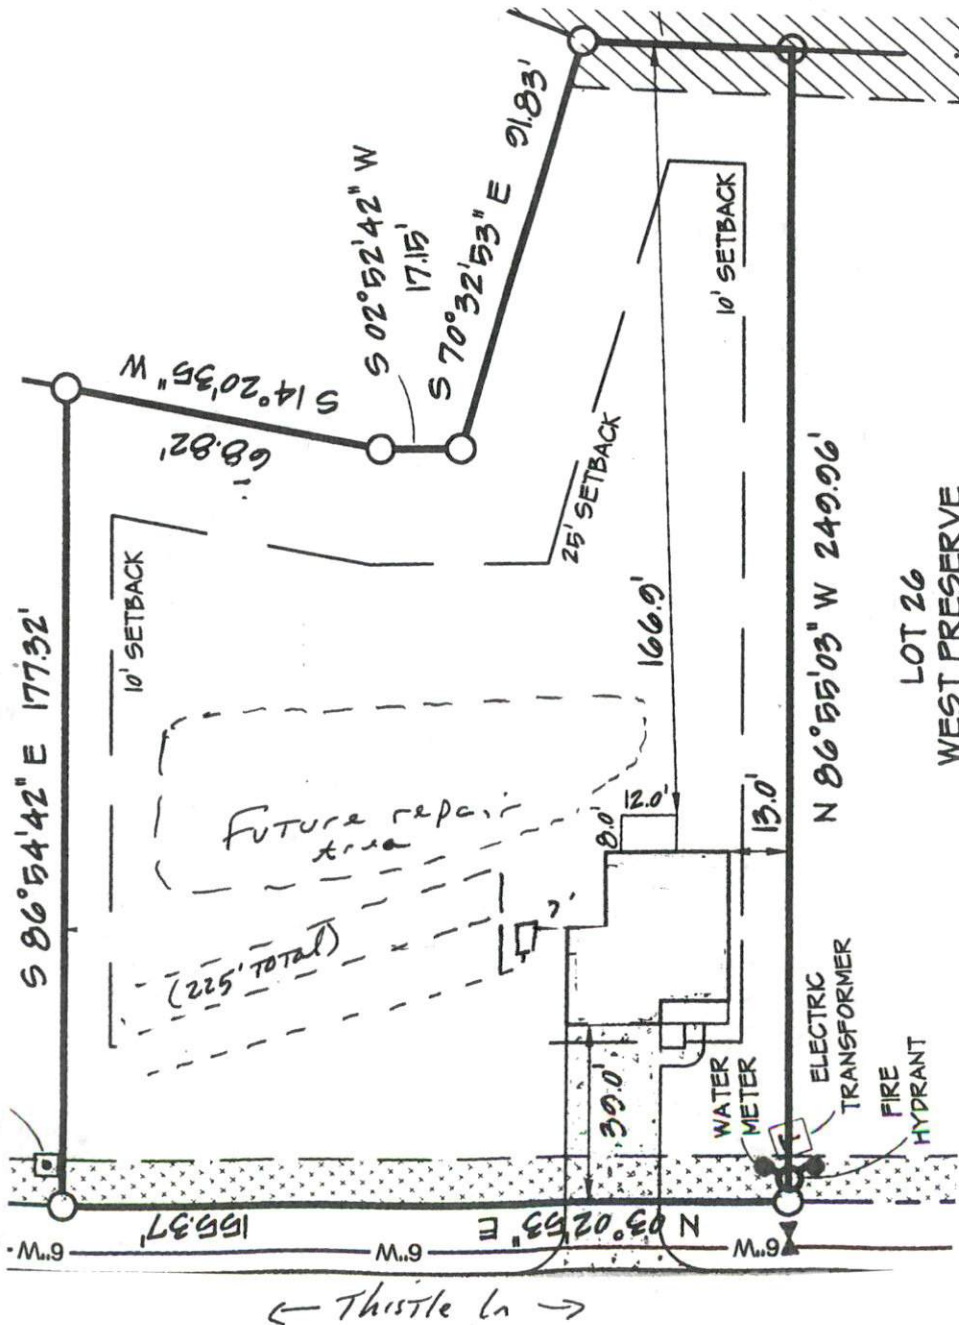 91.83'
S 70°32'53" E
S 02°52'42" W
17.15'
S 14°20'35" W
68.82'
S 86°54'42" E 177.32'
10' SETBACK
10' SETBACK
25' SETBACK
166.9'
N 86°55'03" W 249.96'
LOT 26
WEST PRESERVE
Future repair
area
(225' Total)
7'
8.0'
12.0'
13.0'
39.0'
WATER
METER
ELECTRIC
TRANSFORMER
FIRE
HYDRANT
T
155.37'
N 03°02'53" E
6"W
6"W
6"W
← Thistle Ln →